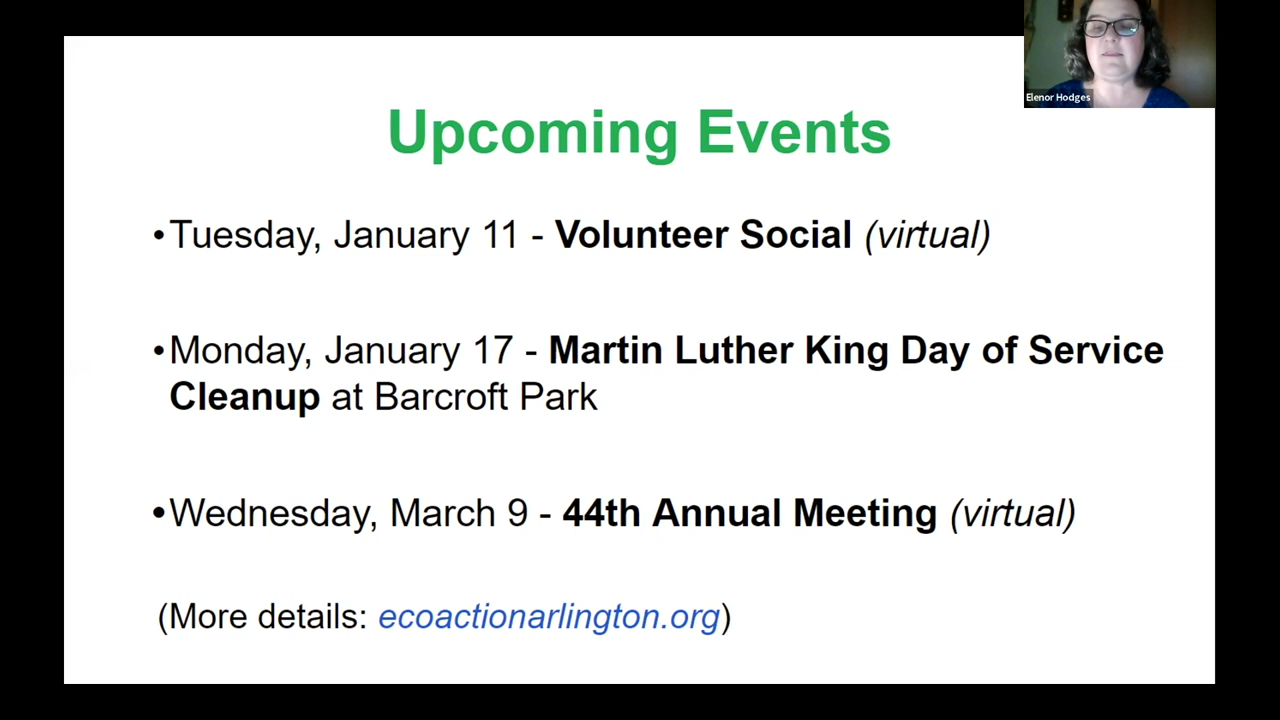 Elenor Hodges
Upcoming Events
•Tuesday, January 11 - Volunteer Social (virtual)
•Monday, January 17 - Martin Luther King Day of Service
Cleanup at Barcroft Park
•Wednesday, March 9 - 44th Annual Meeting (virtual)
(More details: ecoactionarlington.org)